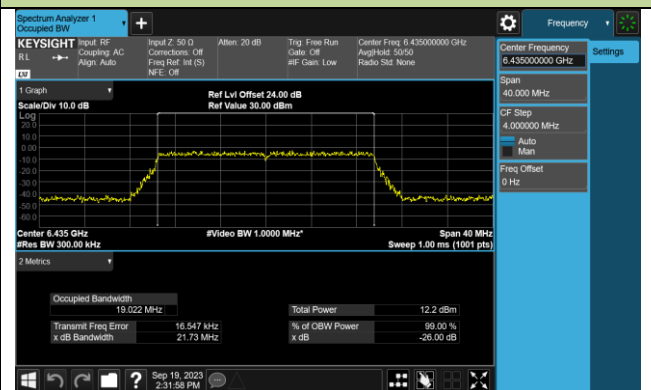 Spectrum Analyzer 1
Occupied BW
Frequency
KEYSIGHT
Input: RF
Coupling: AC
Align: Auto
Input Z: 50 Ω
Corrections: Off
Freq Ref: Int (S)
NFE: Off
Atten: 20 dB
Trig: Free Run
Gate: Off
#IF Gain: Low
Center Freq: 6.435000000 GHz
Avg|Hold: 50/50
Radio Std: None
RL
LXI
Center Frequency
6.435000000 GHz
Settings
Span
40.000 MHz
CF Step
4.000000 MHz
Auto
Man
Freq Offset
0 Hz
1 Graph
Scale/Div 10.0 dB
Ref Lvl Offset 24.00 dB
Ref Value 30.00 dBm
Log
20.0
10.0
0.00
-10.0
-20.0
-30.0
-40.0
-50.0
-60.0
Center 6.435 GHz
#Res BW 300.00 kHz
#Video BW 1.0000 MHz*
Span 40 MHz
Sweep 1.00 ms (1001 pts)
2 Metrics
Occupied Bandwidth
19.022 MHz
Total Power 12.2 dBm
Transmit Freq Error 16.547 kHz
% of OBW Power 99.00 %
x dB Bandwidth 21.73 MHz
x dB -26.00 dB
Sep 19, 2023
2:31:58 PM